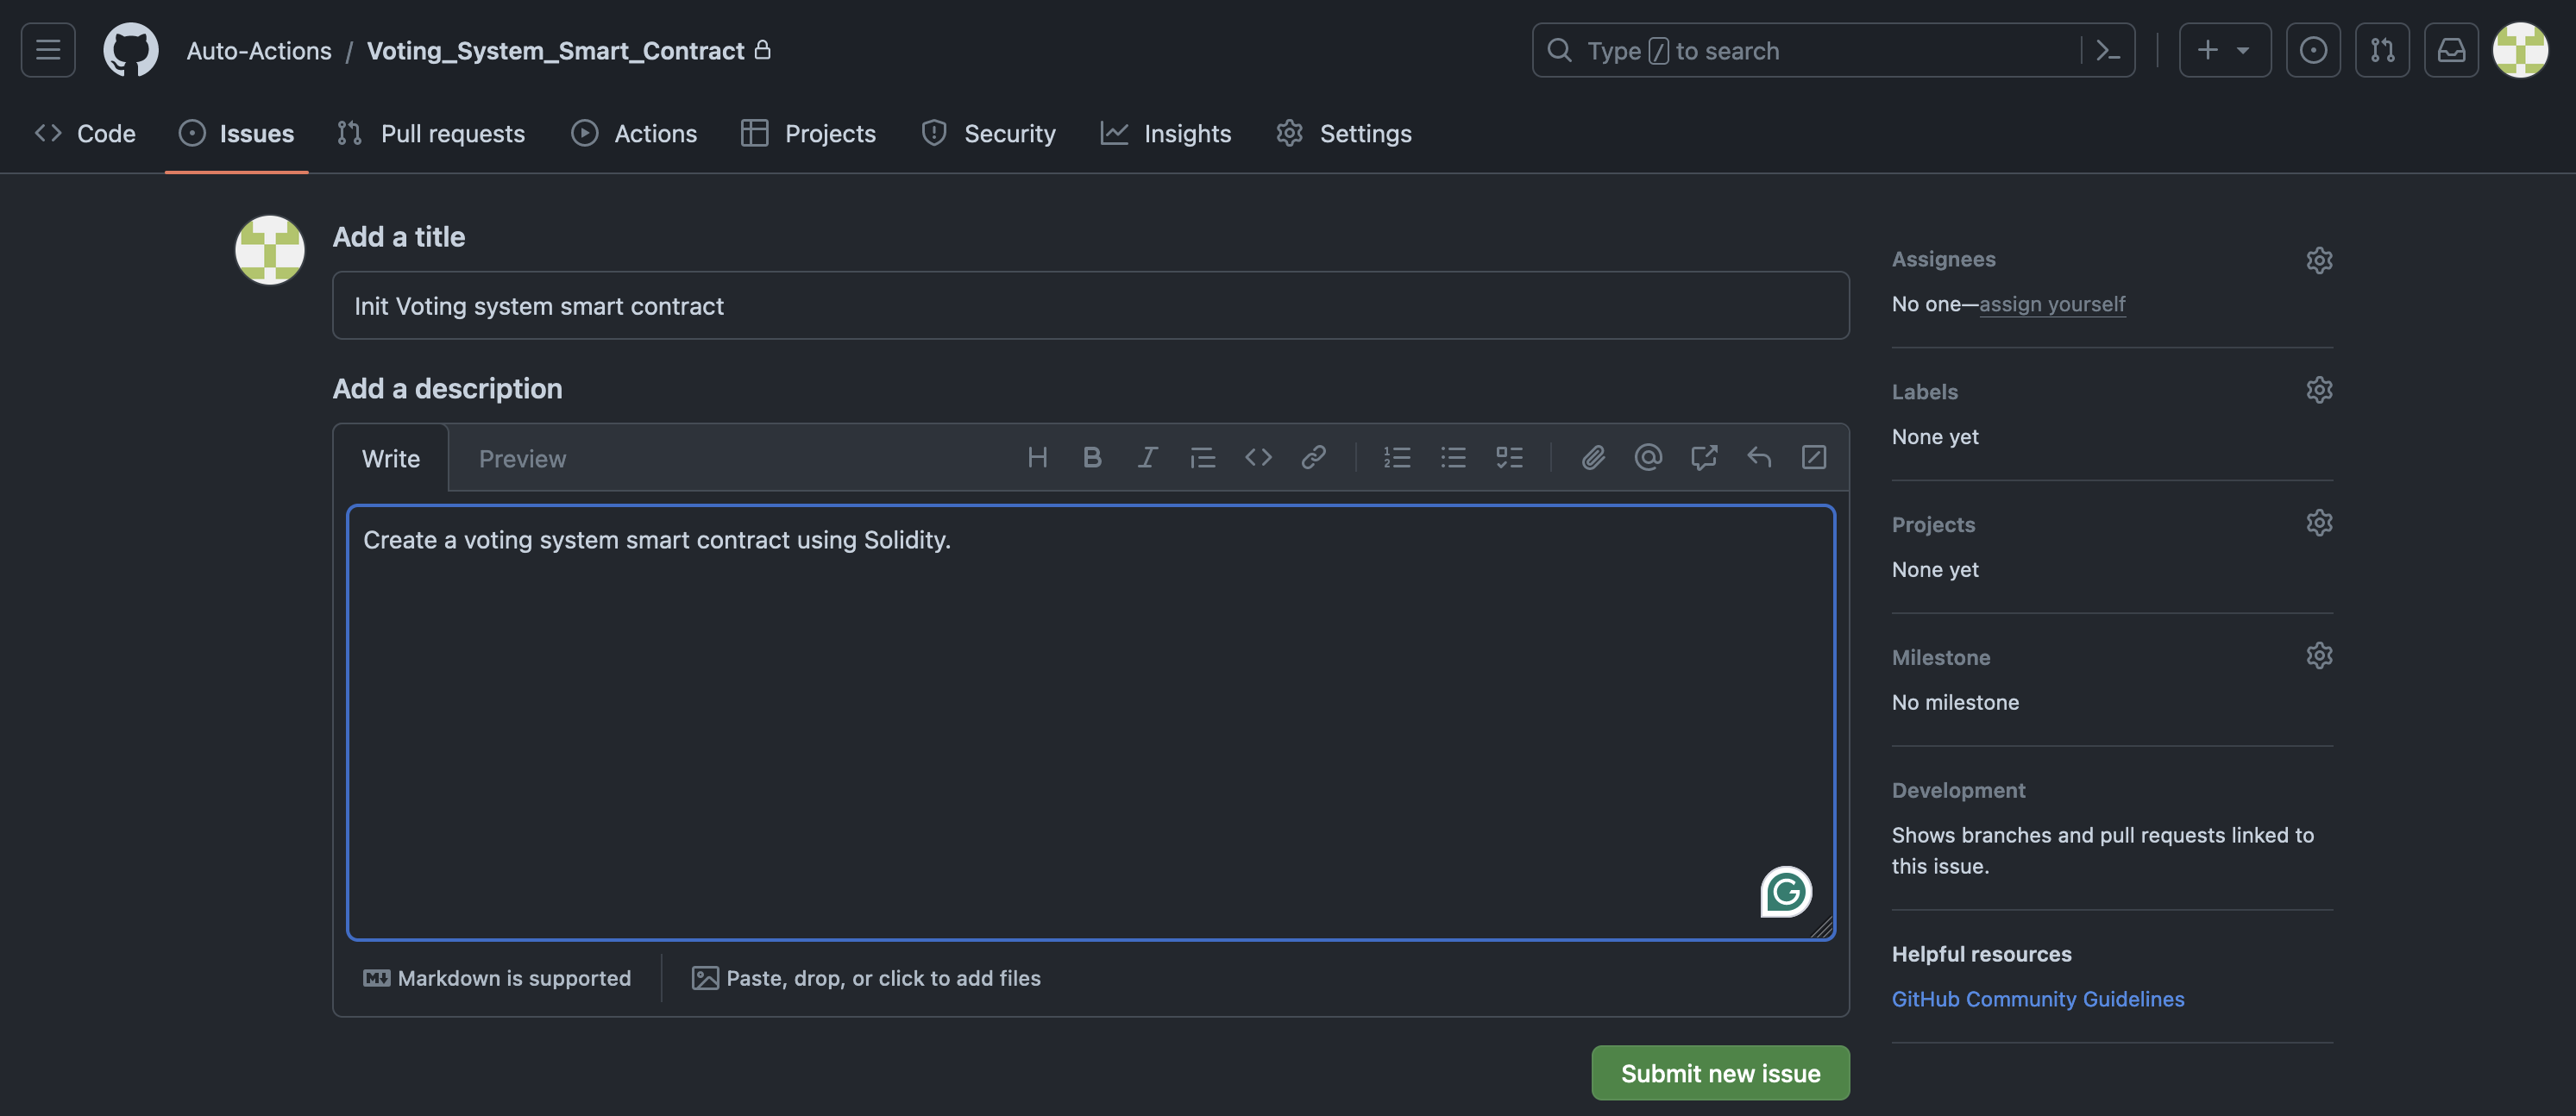 Auto-Actions / Voting_System_Smart_Contract
Type / to search
Code Issues Pull requests Actions Projects Security Insights Settings
Add a title
Init Voting system smart contract
Add a description
Write Preview
Create a voting system smart contract using Solidity.
Markdown is supported
Paste, drop, or click to add files
Submit new issue
Assignees
No one—assign yourself
Labels
None yet
Projects
None yet
Milestone
No milestone
Development
Shows branches and pull requests linked to
this issue.
Helpful resources
GitHub Community Guidelines